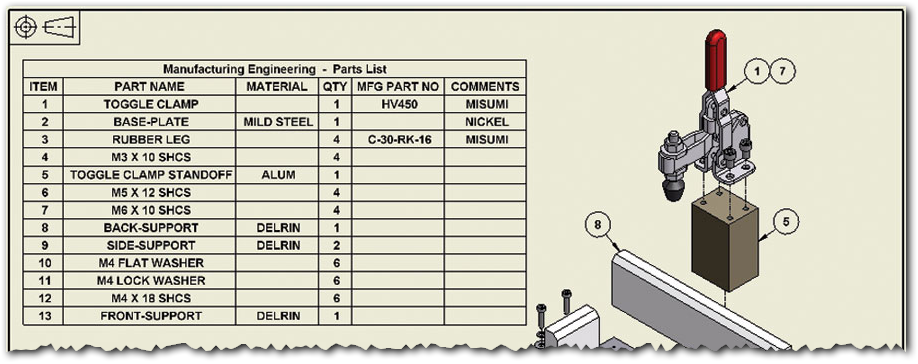 Manufacturing Engineering - Parts List
ITEM PART NAME MATERIAL QTY MFG PART NO COMMENTS
1 TOGGLE CLAMP 1 HV450 MISUMI
2 BASE-PLATE MILD STEEL 1 NICKEL
3 RUBBER LEG 4 C-30-RK-16 MISUMI
4 M3 X 10 SHCS 4
5 TOGGLE CLAMP STANDOFF ALUM 1
6 M5 X 12 SHCS 4
7 M6 X 10 SHCS 4
8 BACK-SUPPORT DELRIN 1
9 SIDE-SUPPORT DELRIN 2
10 M4 FLAT WASHER 6
11 M4 LOCK WASHER 6
12 M4 X 18 SHCS 6
13 FRONT-SUPPORT DELRIN 1
1 7
5
8